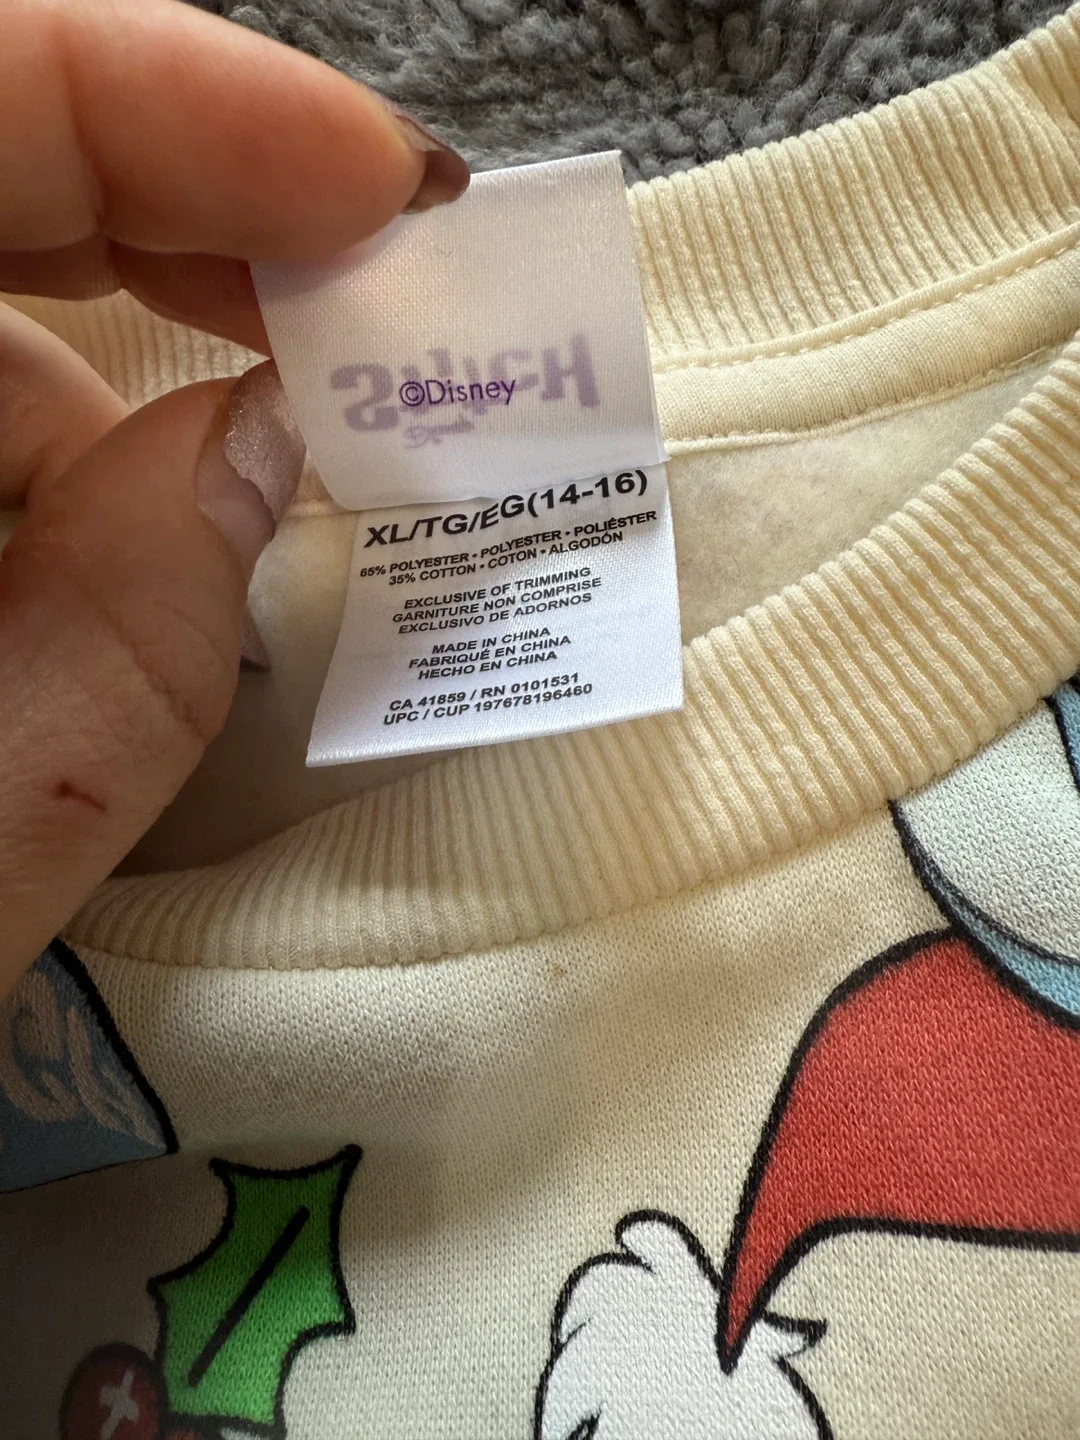 ©Disney
XL/TG/EG(14-16)
65% POLYESTER • POLYESTER • POLIÉSTER
35% COTTON • COTON • ALGODÓN
EXCLUSIVE OF TRIMMING
GARNITURE NON COMPRISE
EXCLUSIVO DE ADORNOS
MADE IN CHINA
FABRIQUÉ EN CHINA
HECHO EN CHINA
CA 41859 / RN 0101531
UPC / CUP 197678196460